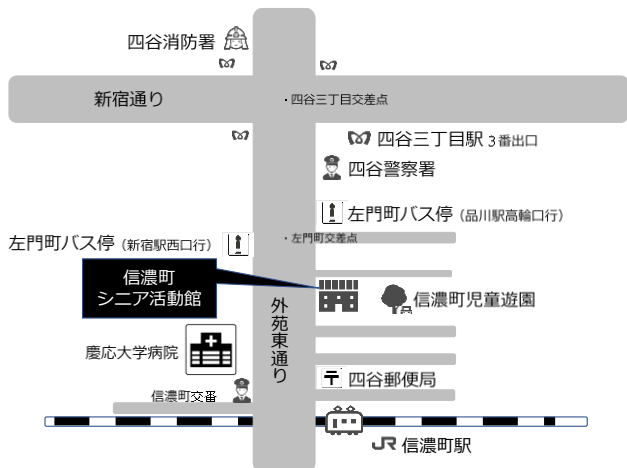 四谷消防署
新宿通り
・四谷三丁目交差点
四谷三丁目駅 3番出口
四谷警察署
左門町バス停（品川駅高輪口行）
左門町バス停（新宿駅西口行）
・左門町交差点
信濃町
シニア活動館
信濃町児童遊園
外苑東通り
慶応大学病院
四谷郵便局
信濃町交番
JR 信濃町駅